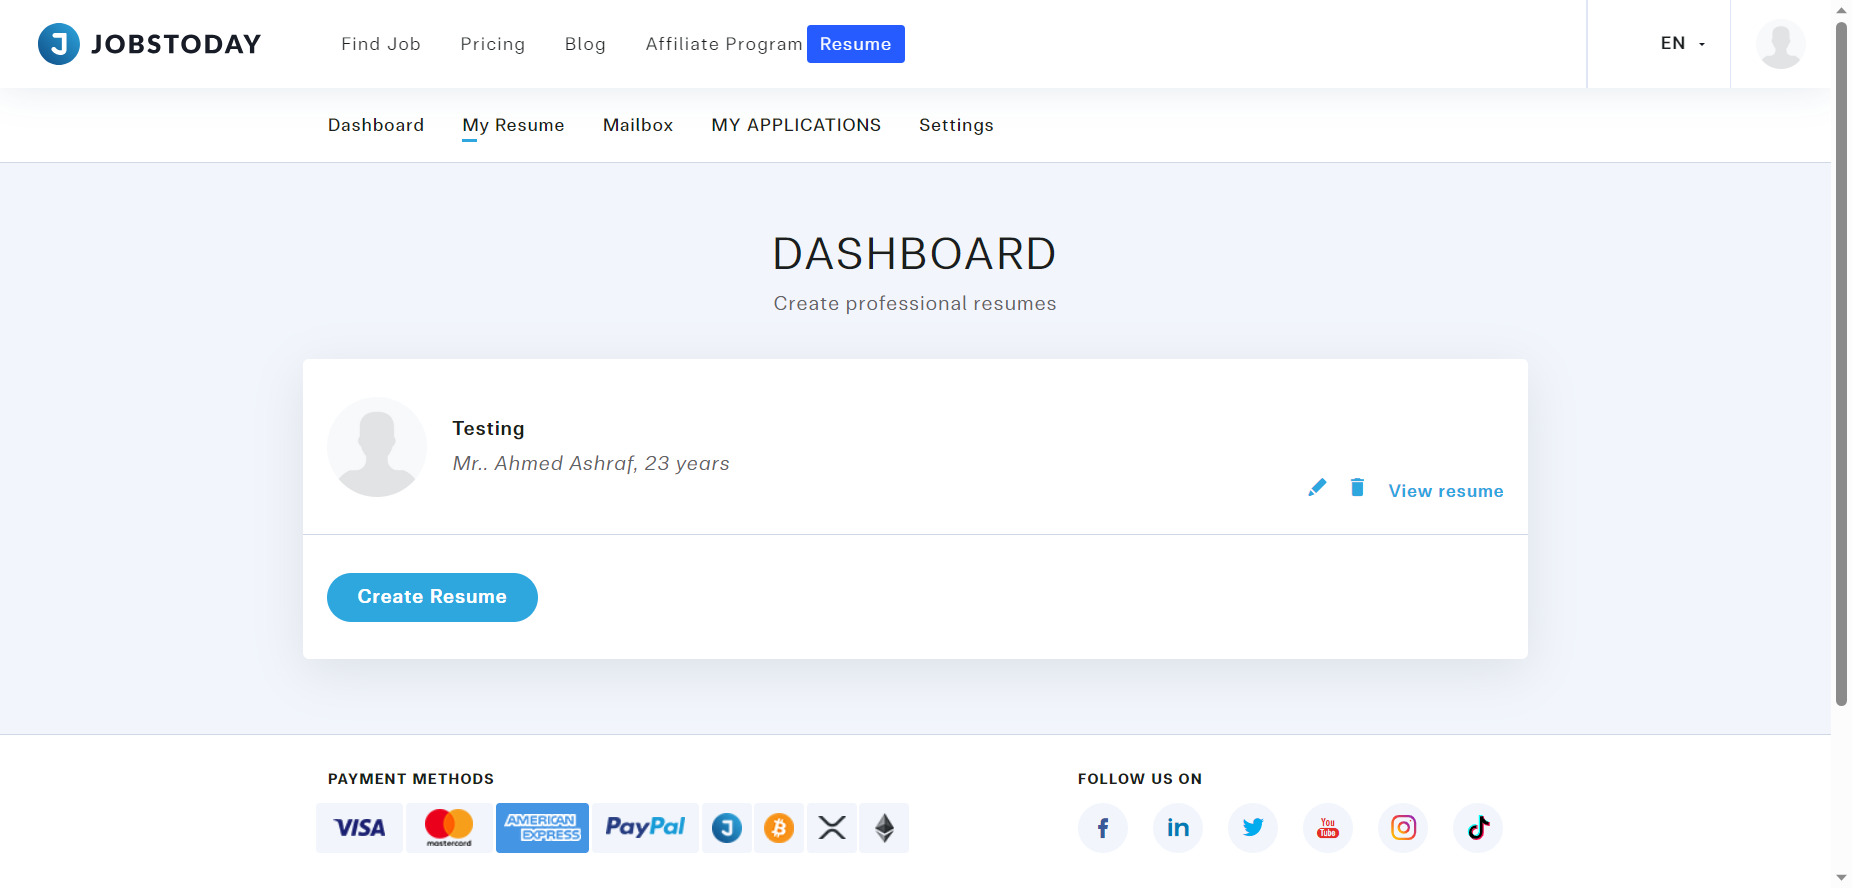 JOBSTODAY
Find Job
Pricing
Blog
Affiliate Program
Resume
EN
Dashboard
My Resume
Mailbox
MY APPLICATIONS
Settings
DASHBOARD
Create professional resumes
Testing
Mr.. Ahmed Ashraf, 23 years
View resume
Create Resume
PAYMENT METHODS
FOLLOW US ON
VISA
mastercard
AMERICAN
EXPRESS
PayPal
You
Tube